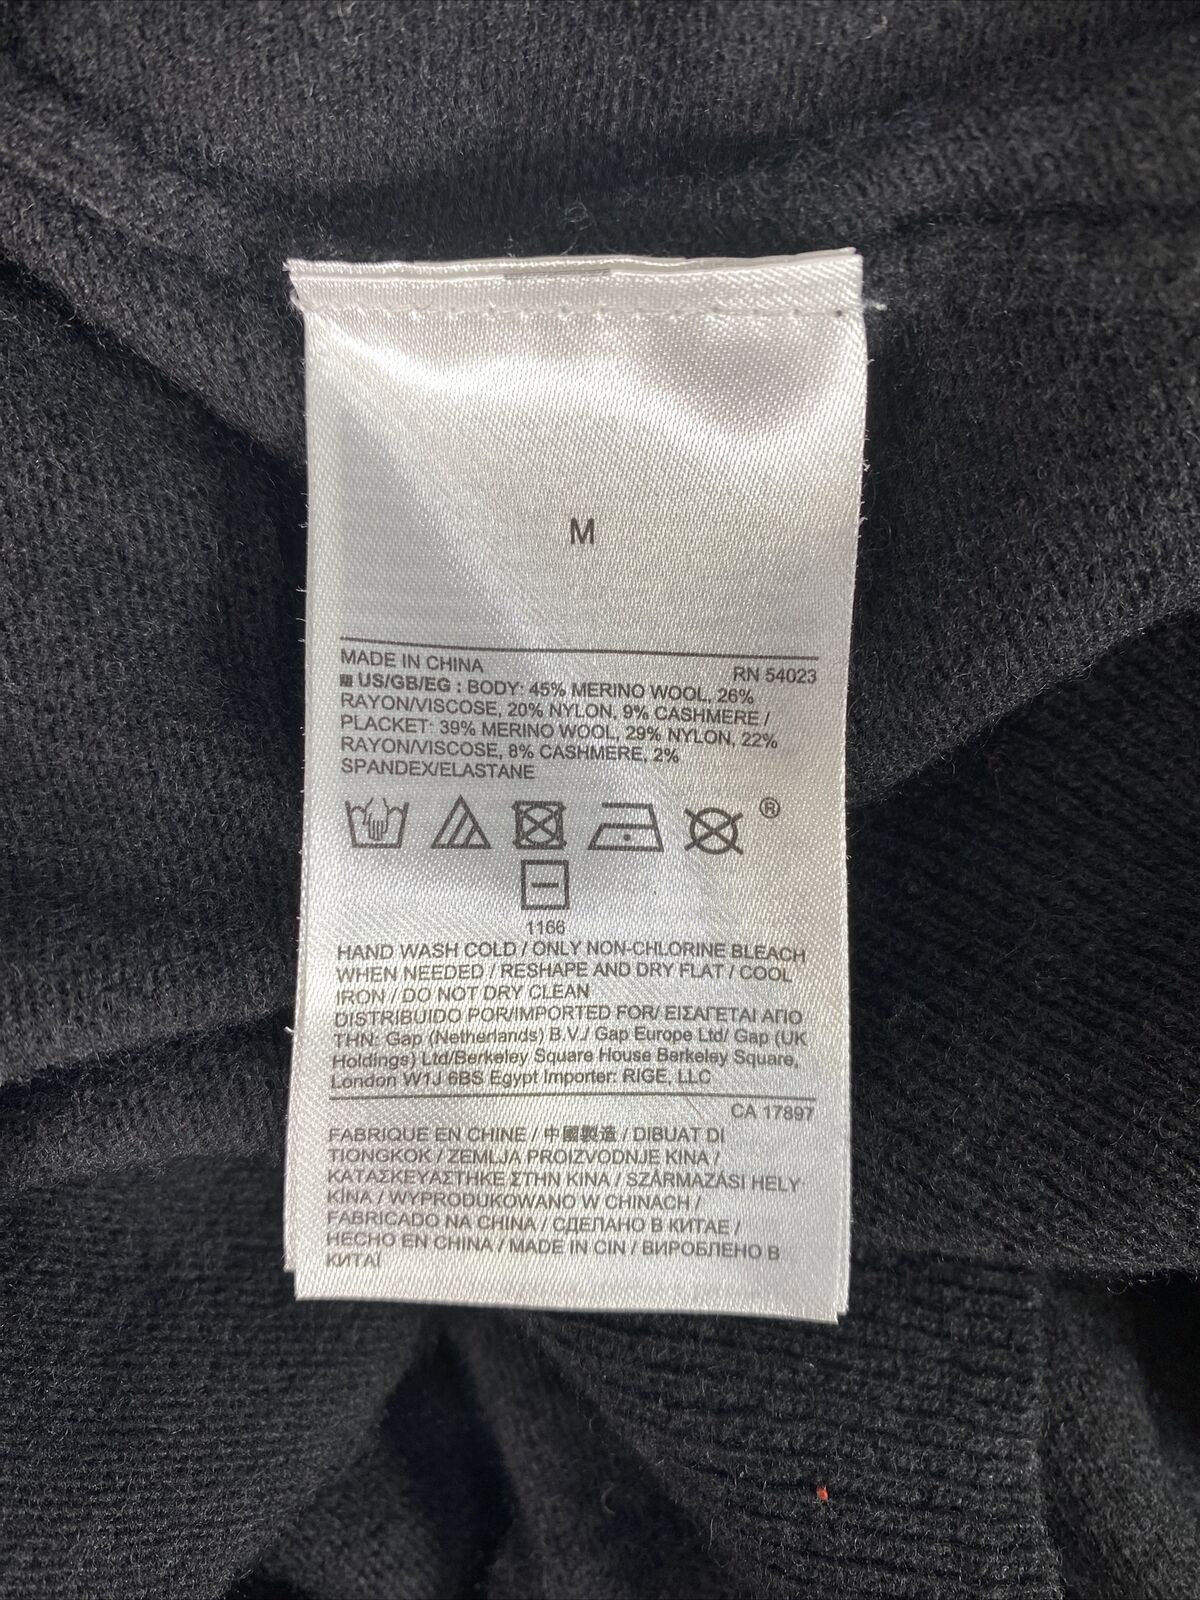 M
MADE IN CHINA RN 54023
US/GB/EG : BODY: 45% MERINO WOOL, 26%
RAYON/VISCOSE, 20% NYLON, 9% CASHMERE /
PLACKET: 39% MERINO WOOL, 29% NYLON, 22%
RAYON/VISCOSE, 8% CASHMERE, 2%
SPANDEX/ELASTANE
®
1166
HAND WASH COLD / ONLY NON-CHLORINE BLEACH
WHEN NEEDED / RESHAPE AND DRY FLAT / COOL
IRON / DO NOT DRY CLEAN
DISTRIBUIDO POR/IMPORTED FOR/ ΕΙΣΑΓΕΤΑΙ ΑΠΟ
ΤΗΝ: Gap (Netherlands) B.V./ Gap Europe Ltd/ Gap (UK
Holdings) Ltd/Berkeley Square House Berkeley Square,
London W1J 6BS Egypt Importer: RIGE, LLC
CA 17897
FABRIQUE EN CHINE / 中國製造 / DIBUAT DI
TIONGKOK / ZEMLJA PROIZVODNJE KINA /
ΚΑΤΑΣΚΕΥΑΣΤΗΚΕ ΣΤΗΝ ΚΙΝΑ / SZÁRMAZÁSI HELY
KÍNA / WYPRODUKOWANO W CHINACH /
FABRICADO NA CHINA / СДЕЛАНО В КИТАЕ /
HECHO EN CHINA / MADE IN CIN / ВИРОБЛЕНО В
КИТАЇ